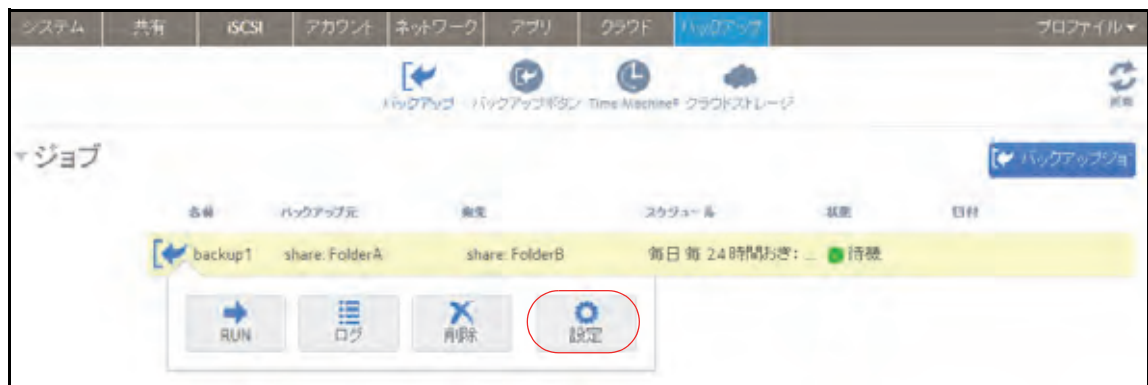 システム 共有 iSCSI アカウント ネットワーク アプリ クラウド バックアップ プロファイル▼
バックアップ バックアップボタン Time Machine® クラウドストレージ
▼ジョブ バックアップジョ
名前 バックアップ元 宛先 スケジュール 状態 日付
backup1 share: FolderA share: FolderB 毎日 毎 24時間おき: ... 待機
RUN ログ 削除 設定